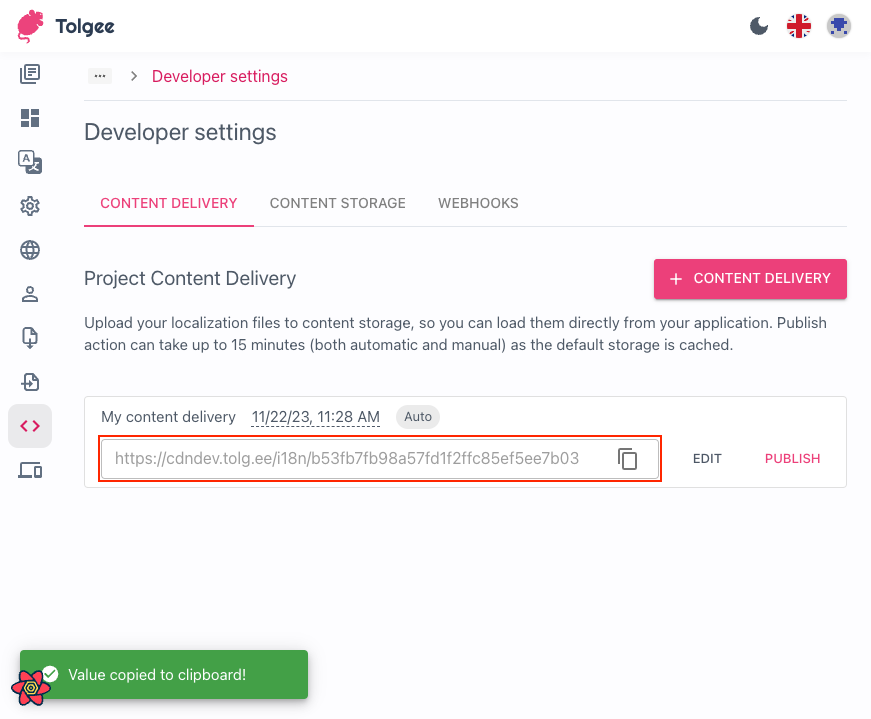 Tolgee
... > Developer settings
Developer settings
CONTENT DELIVERY CONTENT STORAGE WEBHOOKS
Project Content Delivery
+ CONTENT DELIVERY
Upload your localization files to content storage, so you can load them directly from your application. Publish
action can take up to 15 minutes (both automatic and manual) as the default storage is cached.
My content delivery 11/22/23, 11:28 AM Auto
https://cdndev.tolg.ee/i18n/b53fb7fb98a57fd1f2ffc85ef5ee7b03 EDIT PUBLISH
Value copied to clipboard!